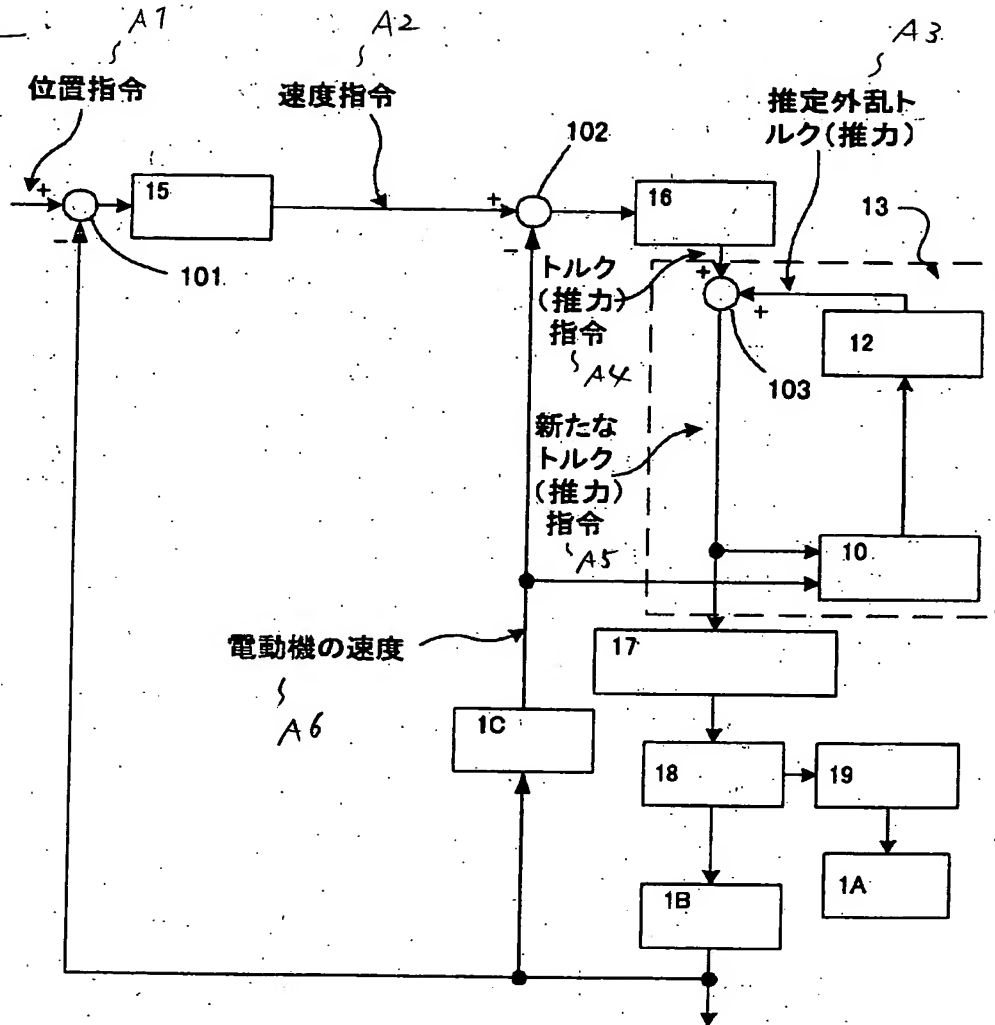 A1
A2
A3
位置指令
速度指令
推定外乱ト
ルク(推力)
102
+
15
+
16
13
-
101
-
トルク
(推力)
指令
A4
+
+
12
103
新たな
トルク
(推力)
指令
A5
10
電動機の速度
A6
17
1C
18
19
1B
1A